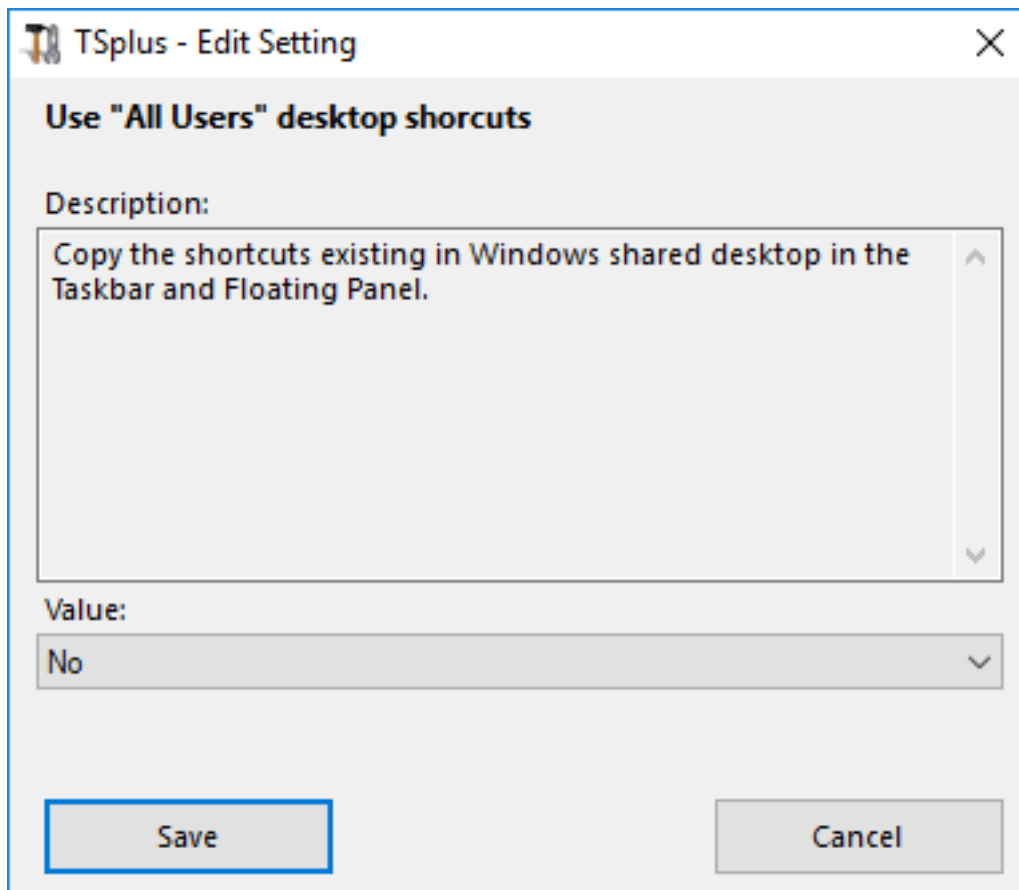 TSplus - Edit Setting
Use "All Users" desktop shorcuts
Description:
Copy the shortcuts existing in Windows shared desktop in the
Taskbar and Floating Panel.
Value:
No
Save
Cancel